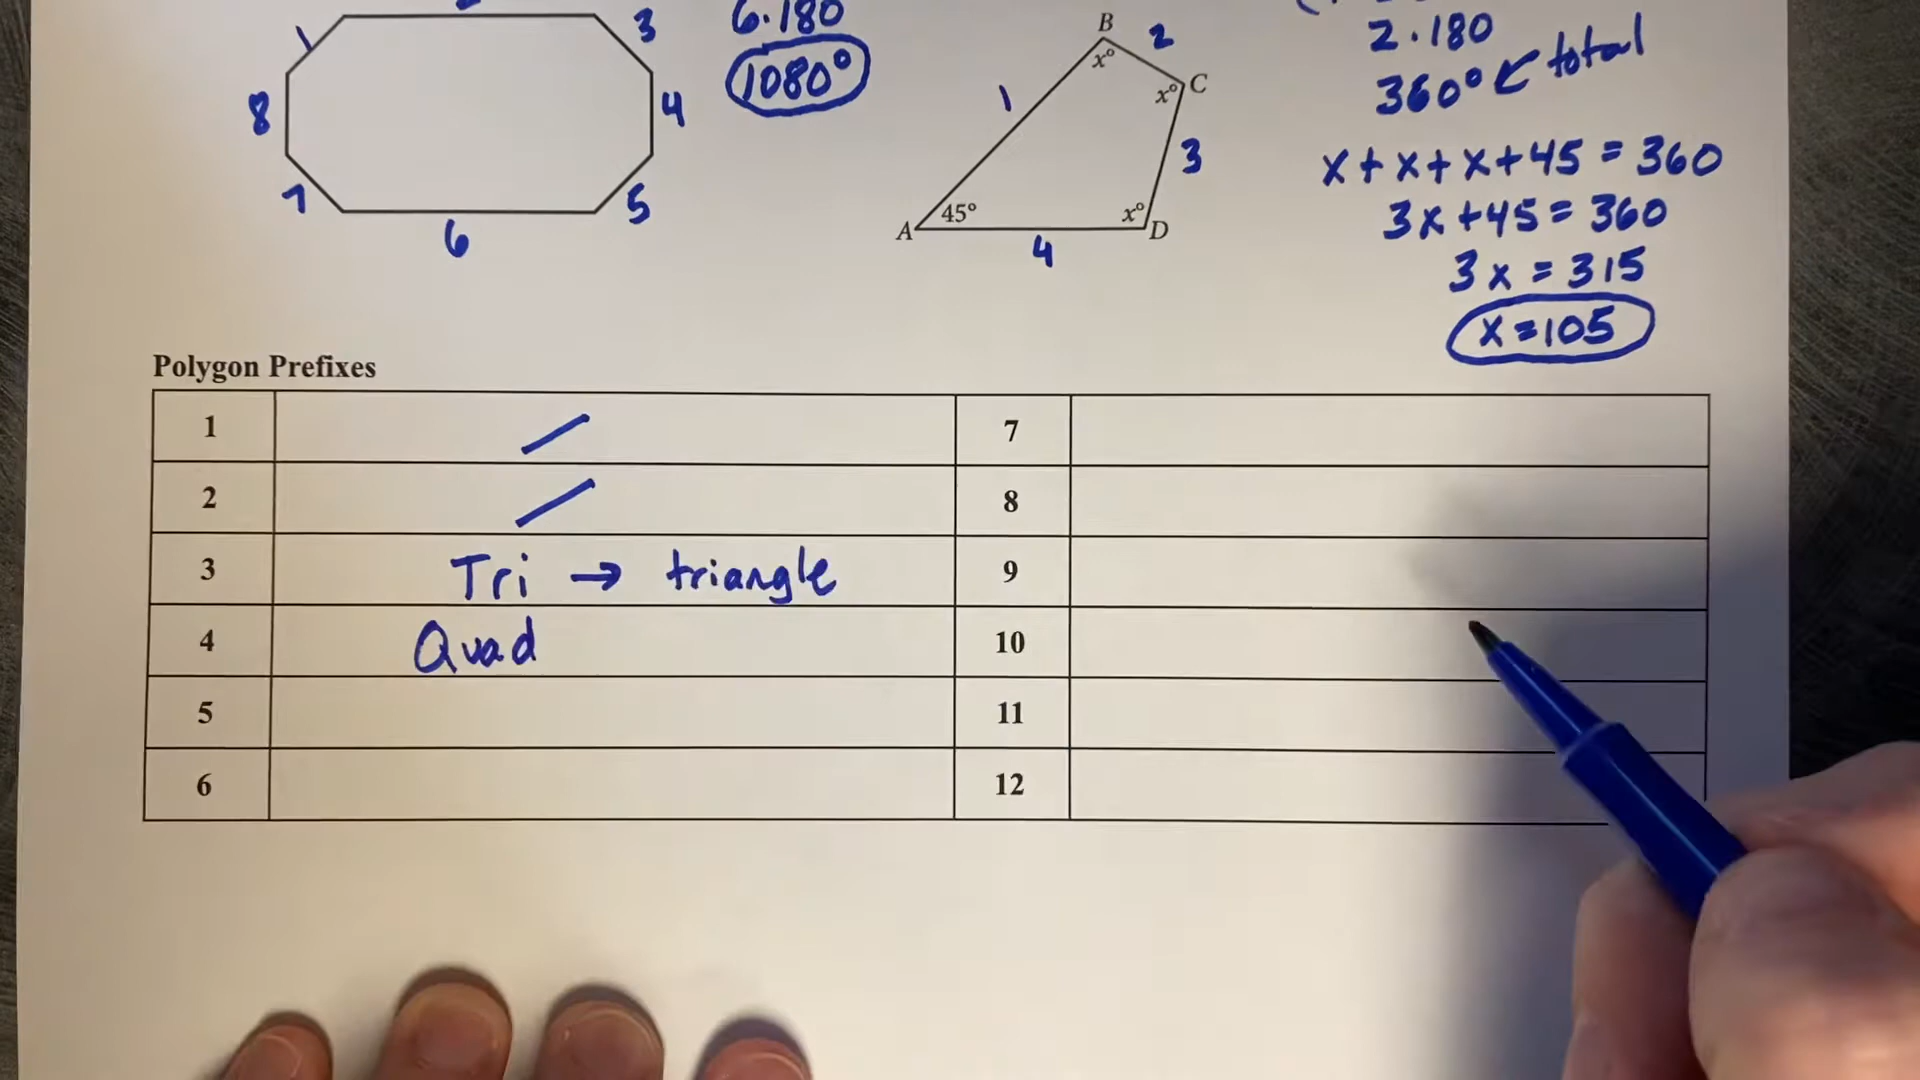 1
3
4
5
6
7
8
6.180
1080°
B
x°
C
x°
x°
D
A
45°
1
2
3
4
2.180
360° ← total
x + x + x + 45 = 360
3x + 45 = 360
3x = 315
x = 105
Polygon Prefixes
1
7
2
8
3 Tri → triangle
9
4 Quad
10
5
11
6
12